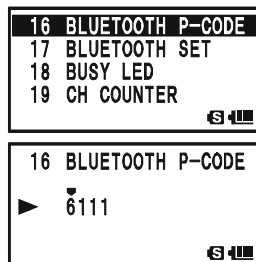 16 BLUETOOTH P-CODE
17 BLUETOOTH SET
18 BUSY LED
19 CH COUNTER
S
16 BLUETOOTH P-CODE
6111
S